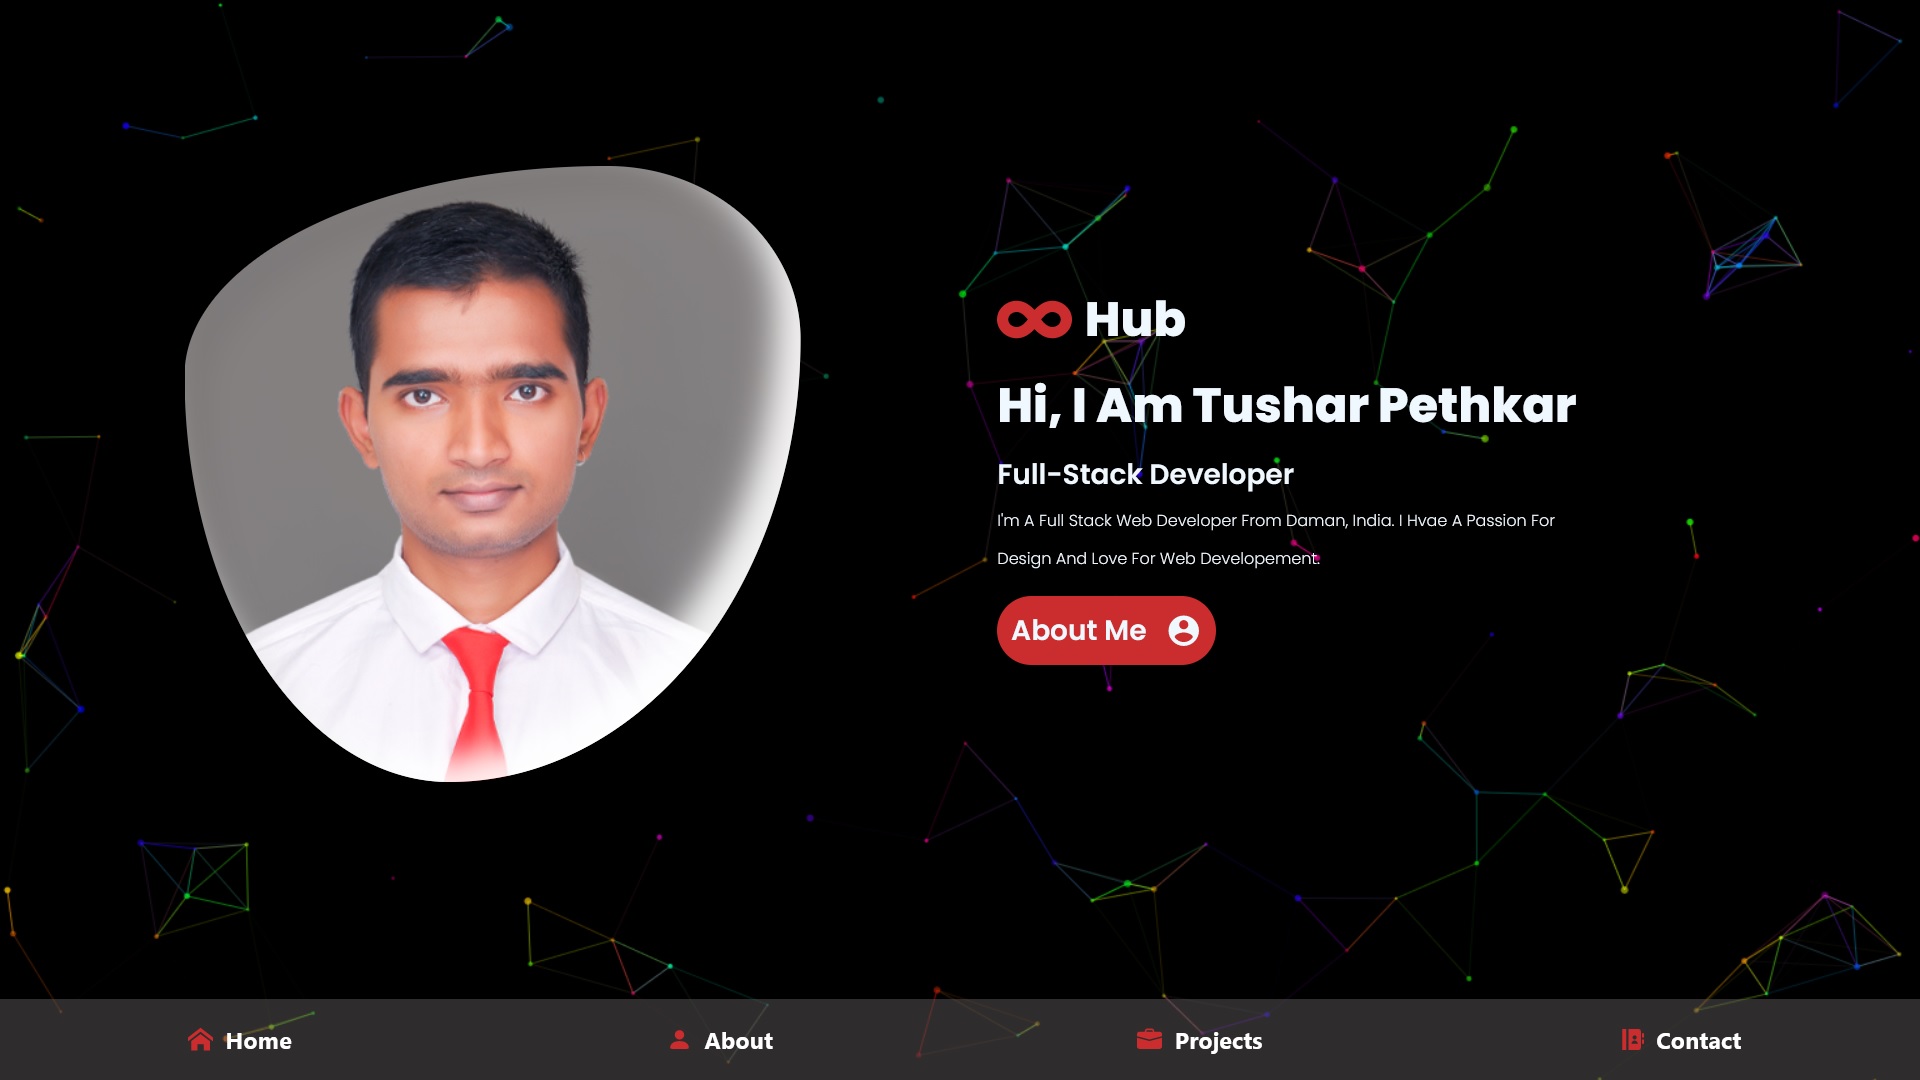 Hub
Hi, I Am Tushar Pethkar
Full-Stack Developer
I'm A Full Stack Web Developer From Daman, India. I Hvae A Passion For
Design And Love For Web Developement.
About Me
Home
About
Projects
Contact